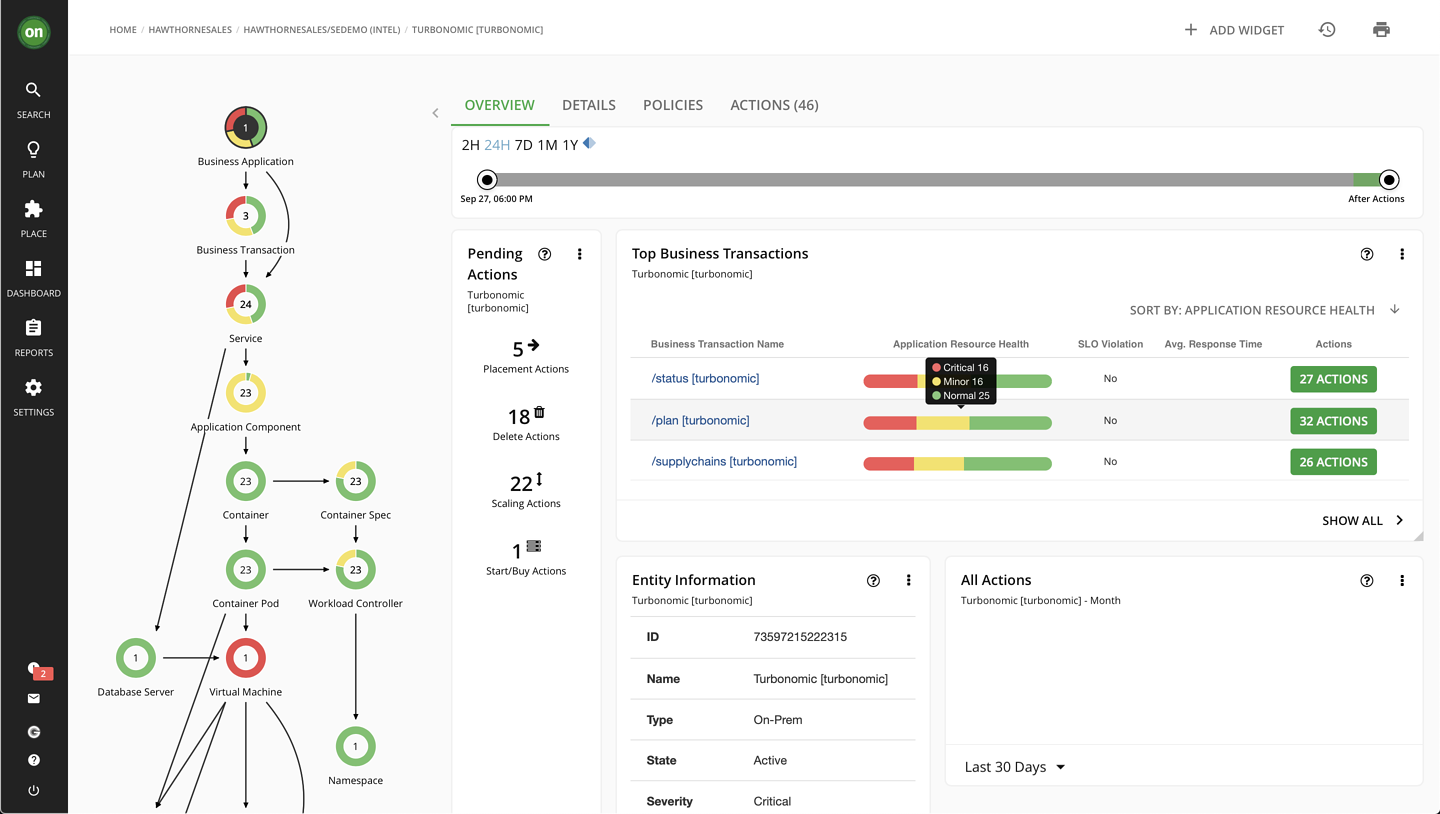 on
HOME / HAWTHORNESALES / HAWTHORNESALES/SEDEMO (INTEL) / TURBONOMIC [TURBONOMIC]
ADD WIDGET
SEARCH
PLAN
PLACE
DASHBOARD
REPORTS
SETTINGS
2
1
Business Application
3
Business Transaction
24
Service
23
Application Component
23
Container
23
Container Spec
23
Container Pod
23
Workload Controller
1
Database Server
1
Virtual Machine
1
Namespace
OVERVIEW DETAILS POLICIES ACTIONS (46)
2H 24H 7D 1M 1Y
Sep 27, 06:00 PM
After Actions
Pending
Actions
Turbonomic
[turbonomic]
5
Placement Actions
18
Delete Actions
22
Scaling Actions
1
Start/Buy Actions
Top Business Transactions
Turbonomic [turbonomic]
SORT BY: APPLICATION RESOURCE HEALTH
Business Transaction Name Application Resource Health SLO Violation Avg. Response Time Actions
/status [turbonomic] No 27 ACTIONS
Critical 16
Minor 16
Normal 25
/plan [turbonomic] No 32 ACTIONS
/supplychains [turbonomic] No 26 ACTIONS
SHOW ALL
Entity Information
Turbonomic [turbonomic]
ID 73597215222315
Name Turbonomic [turbonomic]
Type On-Prem
State Active
Severity Critical
All Actions
Turbonomic [turbonomic] - Month
Last 30 Days